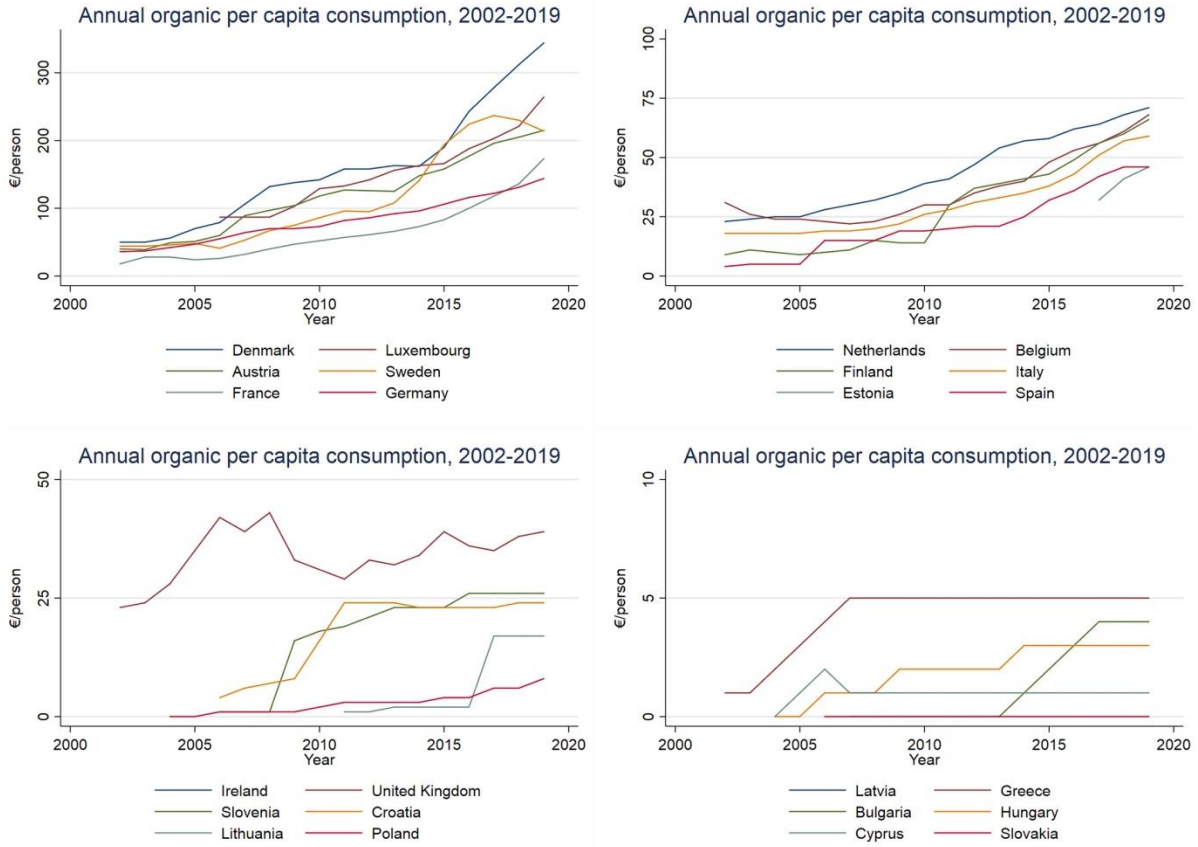 Annual organic per capita consumption, 2002-2019
€/person
0
100
200
300
2000
2005
2010
2015
2020
Year
Denmark
Luxembourg
Austria
Sweden
France
Germany
Annual organic per capita consumption, 2002-2019
€/person
0
25
50
75
100
2000
2005
2010
2015
2020
Year
Netherlands
Belgium
Finland
Italy
Estonia
Spain
Annual organic per capita consumption, 2002-2019
€/person
0
25
50
2000
2005
2010
2015
2020
Year
Ireland
United Kingdom
Slovenia
Croatia
Lithuania
Poland
Annual organic per capita consumption, 2002-2019
€/person
0
5
10
2000
2005
2010
2015
2020
Year
Latvia
Greece
Bulgaria
Hungary
Cyprus
Slovakia